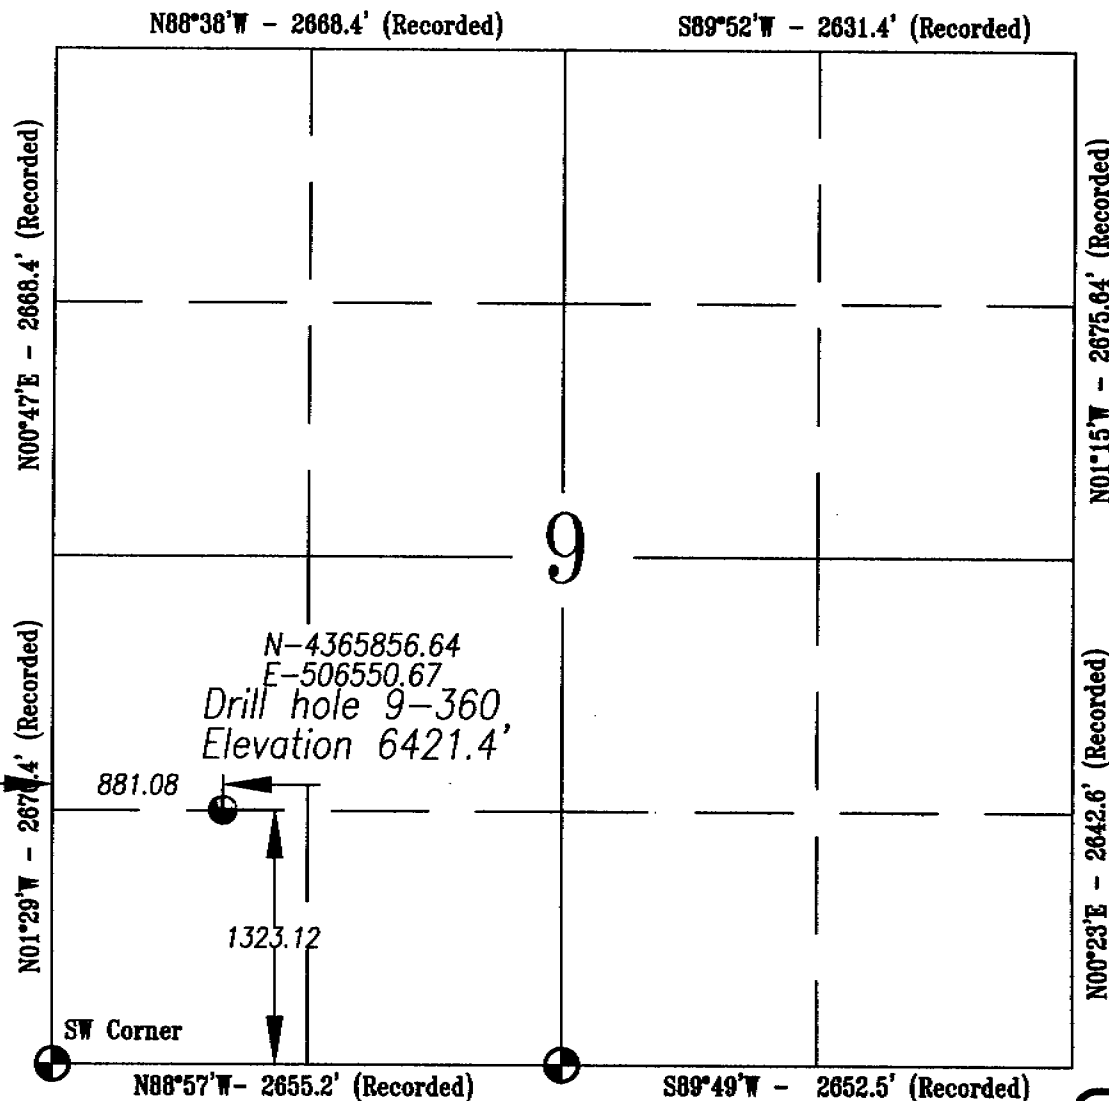 N88°38'W - 2668.4' (Recorded)
S89°52'W - 2631.4' (Recorded)
N00°47'E - 2668.4' (Recorded)
N01°15'W - 2675.64' (Recorded)
9
N-4365856.64
E-506550.67
Drill hole 9-360
Elevation 6421.4'
881.08
N01°29'W - 2670.4' (Recorded)
1323.12
N00°23'E - 2642.6' (Recorded)
SW Corner
N88°57'W- 2655.2' (Recorded)
S89°49'W - 2652.5' (Recorded)